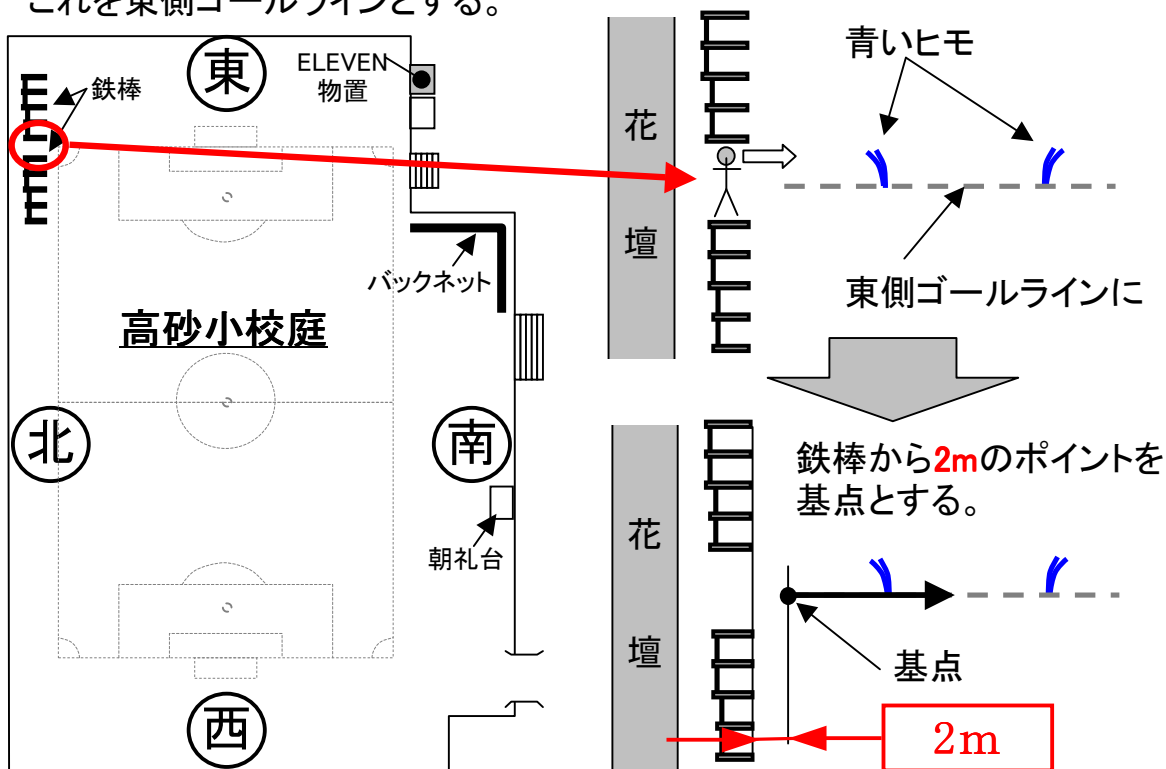 これを東側ゴールラインとする。
東
ELEVEN
物置
鉄棒
バックネット
高砂小校庭
北
南
朝礼台
西
花
壇
青いヒモ
東側ゴールラインに
鉄棒から2mのポイントを
基点とする。
花
壇
基点
2m